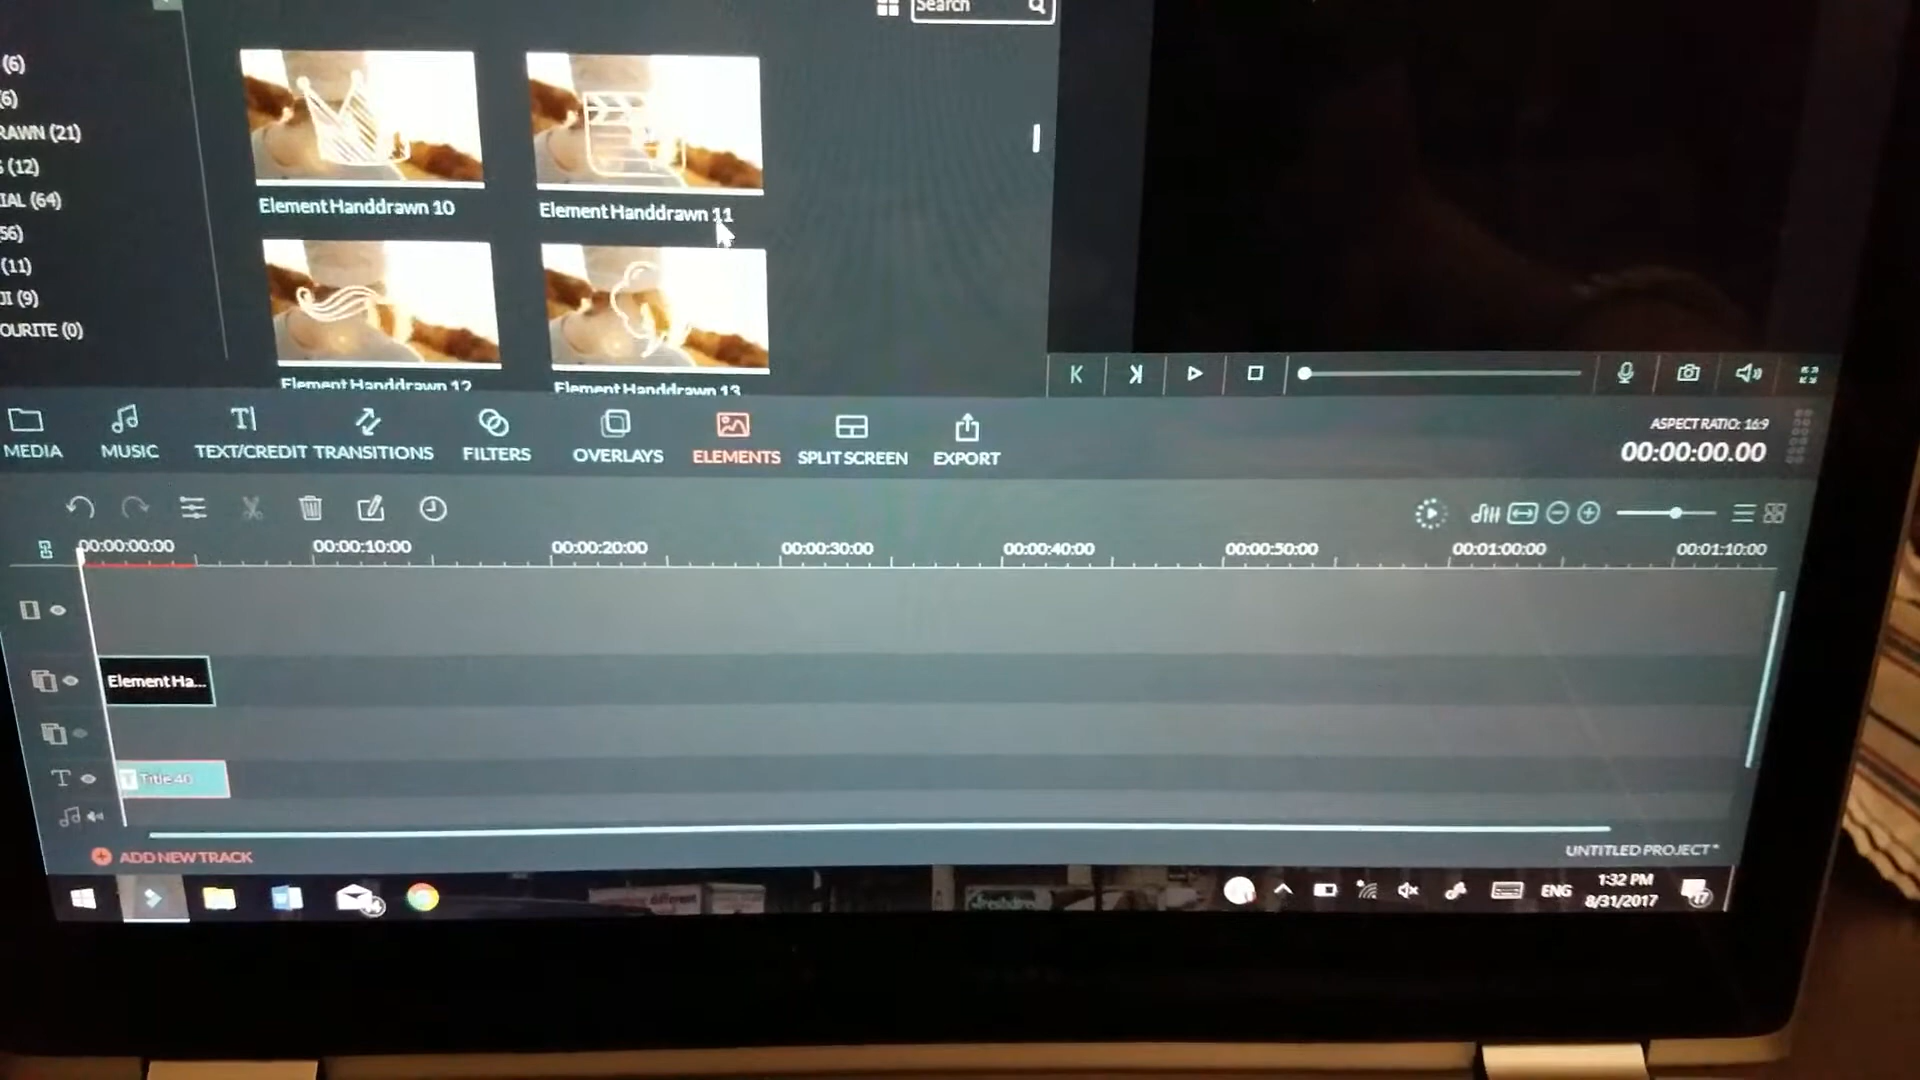 Search
(6)
(6)
RAWN (21)
S (12)
IAL (64)
56)
(11)
JI (9)
OURITE (0)
Element Handdrawn 10
Element Handdrawn 11
Element Handdrawn 12
Element Handdrawn 13
MEDIA
MUSIC
TEXT/CREDIT
TRANSITIONS
FILTERS
OVERLAYS
ELEMENTS
SPLIT SCREEN
EXPORT
ASPECT RATIO: 16:9
00:00:00.00
00:00:00:00
00:00:10:00
00:00:20:00
00:00:30:00
00:00:40:00
00:00:50:00
00:01:00:00
00:01:10:00
Element Ha...
T Title 40
ADD NEW TRACK
UNTITLED PROJECT*
freshdirect
ENG
1:32 PM
8/31/2017
17